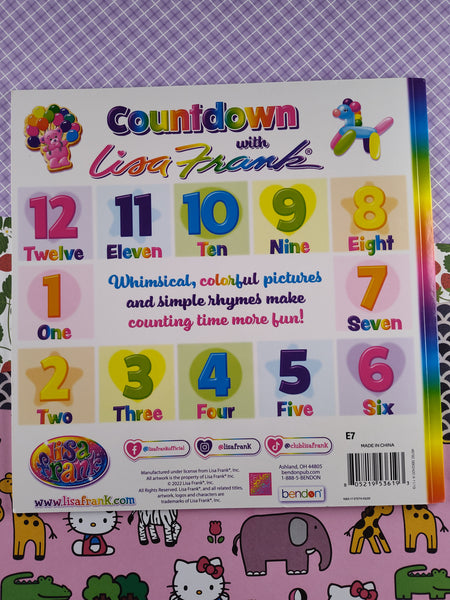 Countdown
with
Lisa Frank®
12 11 10 9 8
Twelve Eleven Ten Nine Eight
1
One
Whimsical, colorful pictures
and simple rhymes make
counting time more fun!
7
Seven
2 3 4 5 6
Two Three Four Five Six
lisa frank
www.lisafrank.com
@lisafrankofficial @lisafrank @clublisafrank
Manufactured under license from Lisa Frank®, Inc.
All artwork is the property of Lisa Frank®, Inc.
© 2022 Lisa Frank®, Inc.
All Rights Reserved. Lisa Frank®, and all related titles,
artwork, logos and characters are
trademarks of Lisa Frank®, Inc.
Ashland, OH 44805
bendonpub.com
1-888-5-BENDON
bendon®
E7
MADE IN CHINA